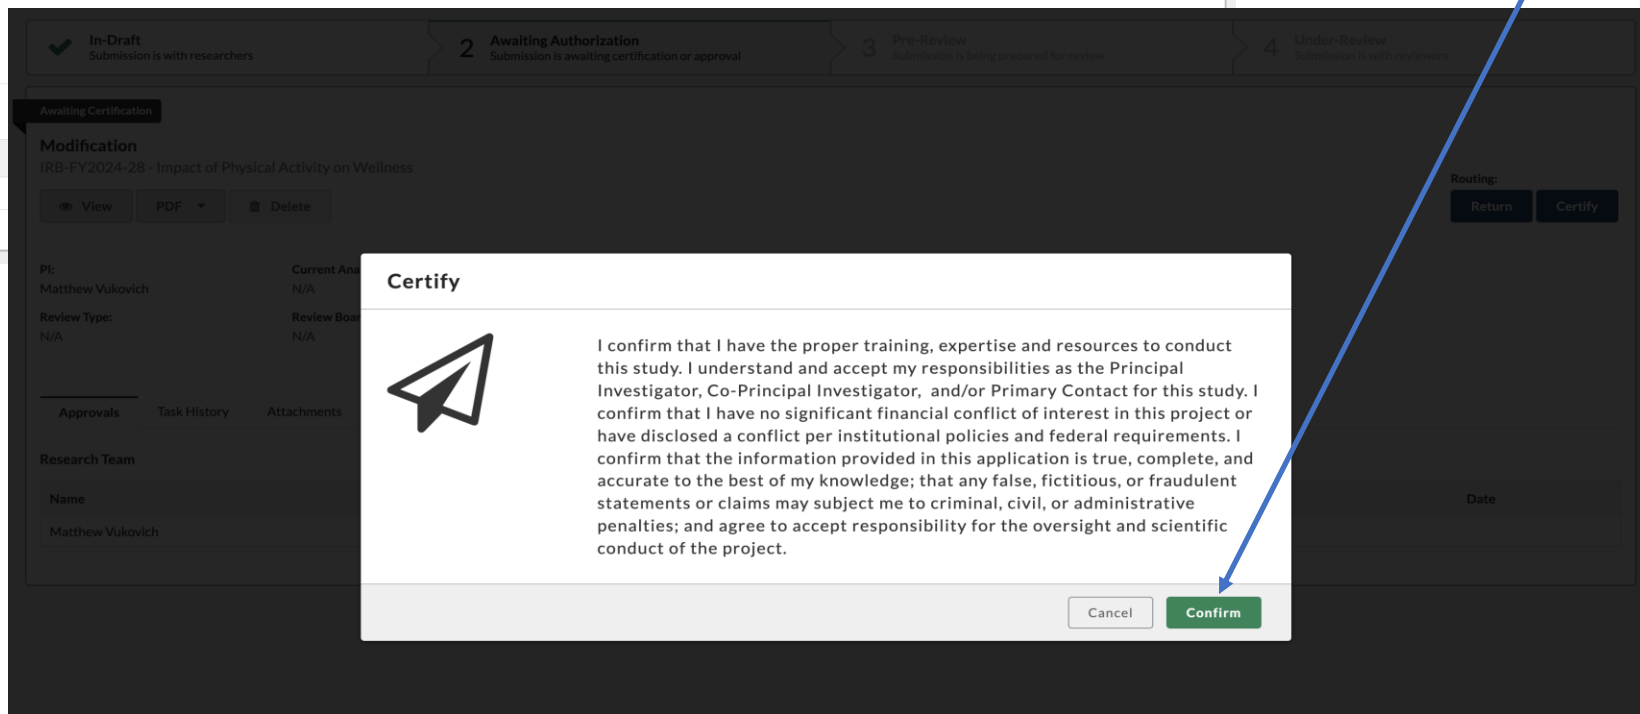 In-Draft
Submission is with researchers
2
Awaiting Authorization
Submission is awaiting certification or approval
3
Pre-Review
Submission is being prepared for review
4
Under-Review
Submission is with reviewers
Awaiting Certification
Modification
IRB-FY2024-28 - Impact of Physical Activity on Wellness
View
PDF
Delete
Routing:
Return
Certify
PI:
Matthew Vukovich
Current Ana
N/A
Review Type:
N/A
Review Boar
N/A
Approvals
Task History
Attachments
Research Team
Name
Date
Matthew Vukovich
Certify
I confirm that I have the proper training, expertise and resources to conduct
this study. I understand and accept my responsibilities as the Principal
Investigator, Co-Principal Investigator,  and/or Primary Contact for this study. I
confirm that I have no significant financial conflict of interest in this project or
have disclosed a conflict per institutional policies and federal requirements. I
confirm that the information provided in this application is true, complete, and
accurate to the best of my knowledge; that any false, fictitious, or fraudulent
statements or claims may subject me to criminal, civil, or administrative
penalties; and agree to accept responsibility for the oversight and scientific
conduct of the project.
Cancel
Confirm